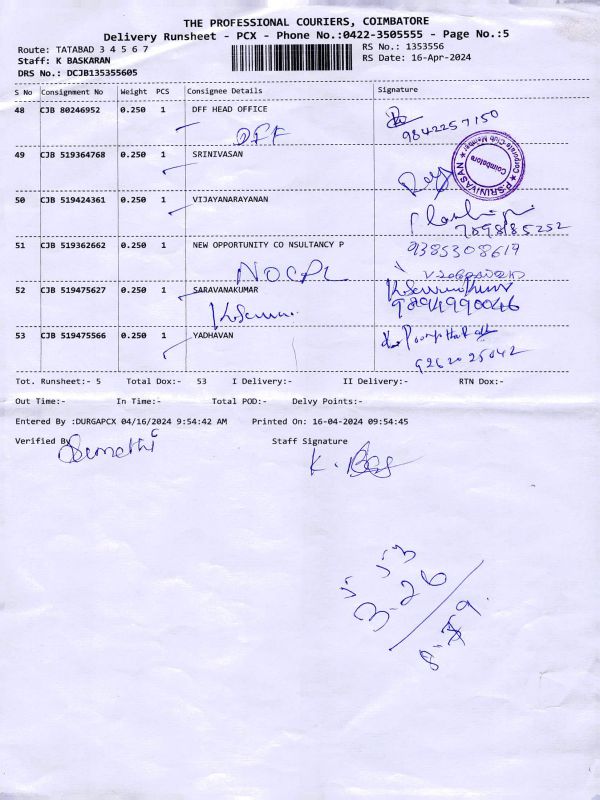 THE PROFESSIONAL COURIERS, COIMBATORE
Delivery Runsheet - PCX - Phone No.:0422-3505555 - Page No.:5
Route: TATABAD 3 4 5 6 7
RS No.: 1353556
Staff: K BASKARAN
RS Date: 16-Apr-2024
DRS No.: DCJB135355605
S No Consignment No Weight PCS Consignee Details Signature
48 CJB 80246952 0.250 1 DFF HEAD OFFICE
DFF 9842257150
49 CJB 519364768 0.250 1 SRINIVASAN
P.SRINIVASAN ★ Corporate Club Member ★ Coimbatore
50 CJB 519424361 0.250 1 VIJAYANARAYANAN
7098185252
51 CJB 519362662 0.250 1 NEW OPPORTUNITY CO NSULTANCY P 9385308619
NOCPL
52 CJB 519475627 0.250 1 SARAVANAKUMAR
9894990046
53 CJB 519475566 0.250 1 YADHAVAN
9262025042
Tot. Runsheet:- 5 Total Dox:- 53 I Delivery:- II Delivery:- RTN Dox:-
Out Time:- In Time:- Total POD:- Delvy Points:-
Entered By :DURGAPCX 04/16/2024 9:54:42 AM Printed On: 16-04-2024 09:54:45
Verified By Staff Signature
Sumathi